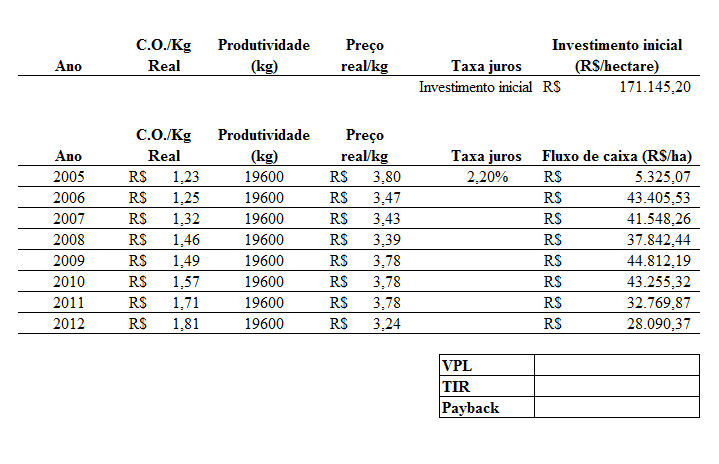 C.O./Kg Produtividade Preço Investimento inicial
Ano Real (kg) real/kg Taxa juros (R$/hectare)
Investimento inicial R$ 171.145,20
C.O./Kg Produtividade Preço
Ano Real (kg) real/kg Taxa juros Fluxo de caixa (R$/ha)
2005 R$ 1,23 19600 R$ 3,80 2,20% R$ 5.325,07
2006 R$ 1,25 19600 R$ 3,47 R$ 43.405,53
2007 R$ 1,32 19600 R$ 3,43 R$ 41.548,26
2008 R$ 1,46 19600 R$ 3,39 R$ 37.842,44
2009 R$ 1,49 19600 R$ 3,78 R$ 44.812,19
2010 R$ 1,57 19600 R$ 3,78 R$ 43.255,32
2011 R$ 1,71 19600 R$ 3,78 R$ 32.769,87
2012 R$ 1,81 19600 R$ 3,24 R$ 28.090,37
VPL
TIR
Payback